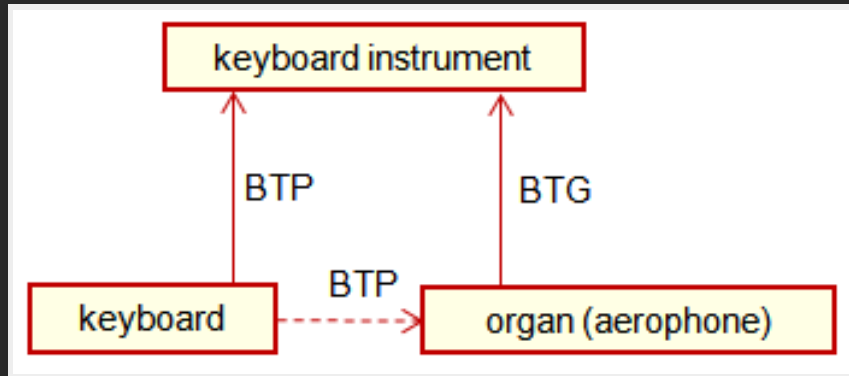 keyboard instrument
BTP
BTG
BTP
keyboard
organ (aerophone)